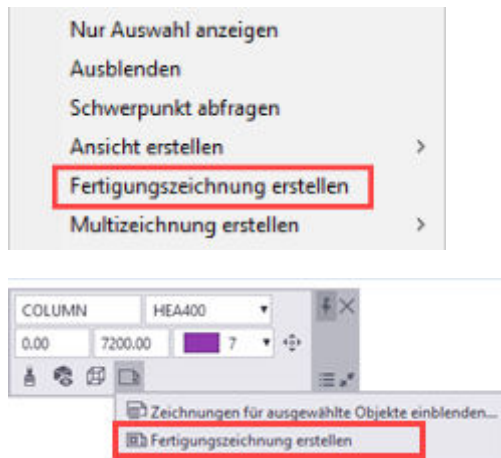 Nur Auswahl anzeigen
Ausblenden
Schwerpunkt abfragen
Ansicht erstellen
Fertigungszeichnung erstellen
Multizeichnung erstellen
COLUMN HEA400
0.00 7200.00 7
Zeichnungen für ausgewählte Objekte einblenden...
Fertigungszeichnung erstellen